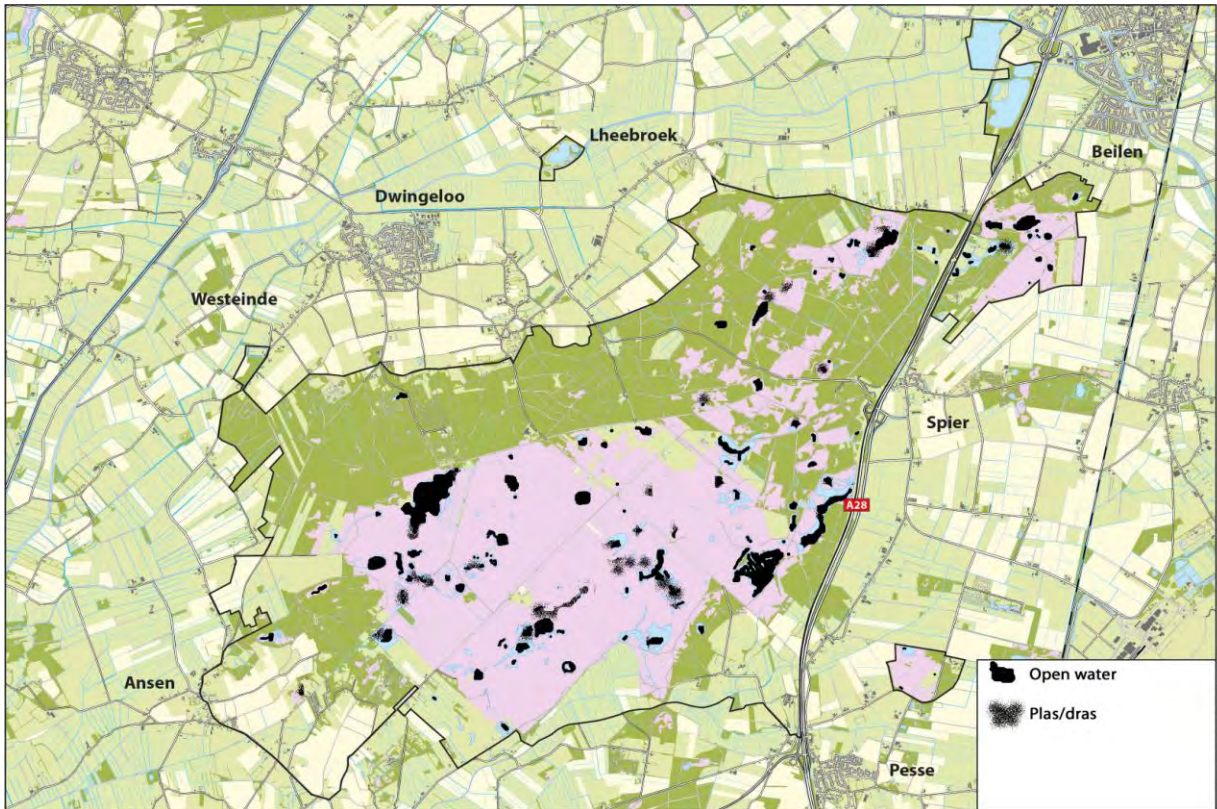 Lheebroek
Beilen
Dwingeloo
Westeinde
Spier
A28
Ansen
Open water
Plas/dras
Pesse